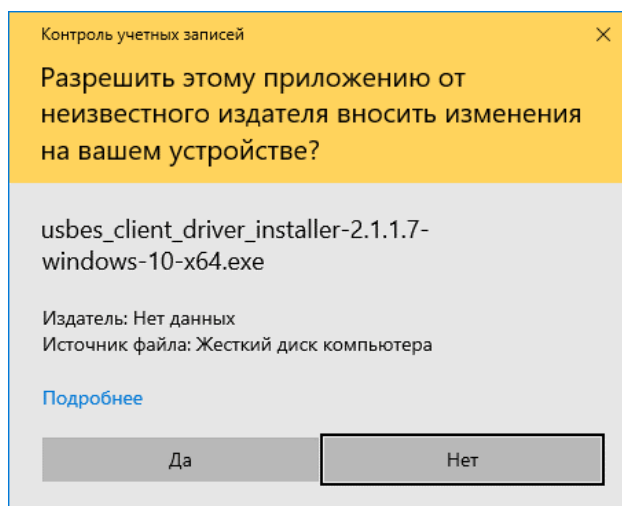 Контроль учетных записей
Разрешить этому приложению от
неизвестного издателя вносить изменения
на вашем устройстве?
usbes_client_driver_installer-2.1.1.7-
windows-10-x64.exe
Издатель: Нет данных
Источник файла: Жесткий диск компьютера
Подробнее
Да
Нет